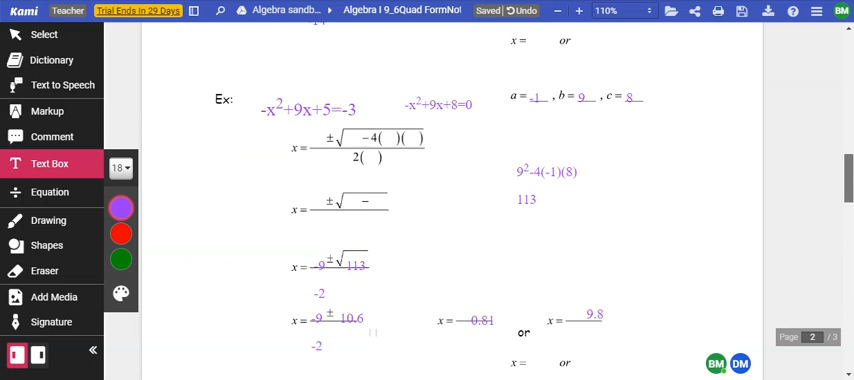 Kami Teacher Trial Ends In 29 Days Algebra sandb... Algebra I 9_6Quad FormNot Saved Undo 110% BM
Select
Dictionary
Text to Speech
Markup
Comment
Text Box
Equation
Drawing
Shapes
Eraser
Add Media
Signature
18
x = or
Ex: -x²+9x+5=-3 -x²+9x+8=0 a = -1 , b = 9 , c = 8
x = ± √ − 4( )( )
2( )
9²-4(-1)(8)
113
x = ± √ −
x = -9 ± √ 113
-2
x = -9 ± 10.6
-2
x = 0.81 or x = 9.8
x = or
Page 2 / 3
BM DM